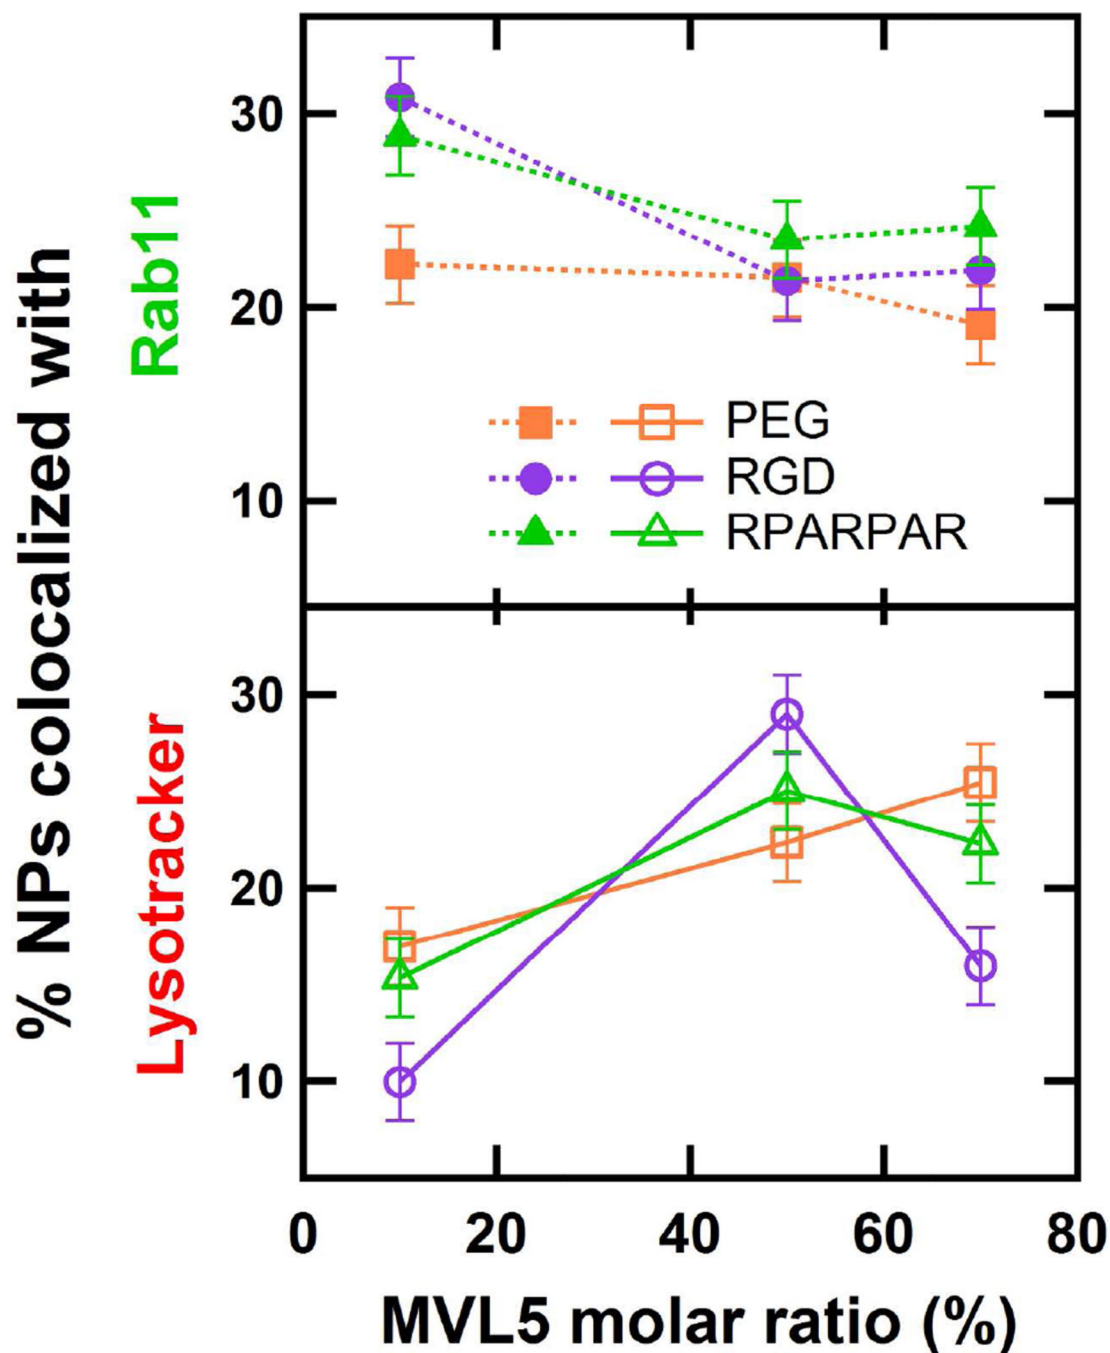 % NPs colocalized with
Rab11
30
20
10
PEG
RGD
RPARPAR
Lysotracker
30
20
10
0 20 40 60 80
MVL5 molar ratio (%)